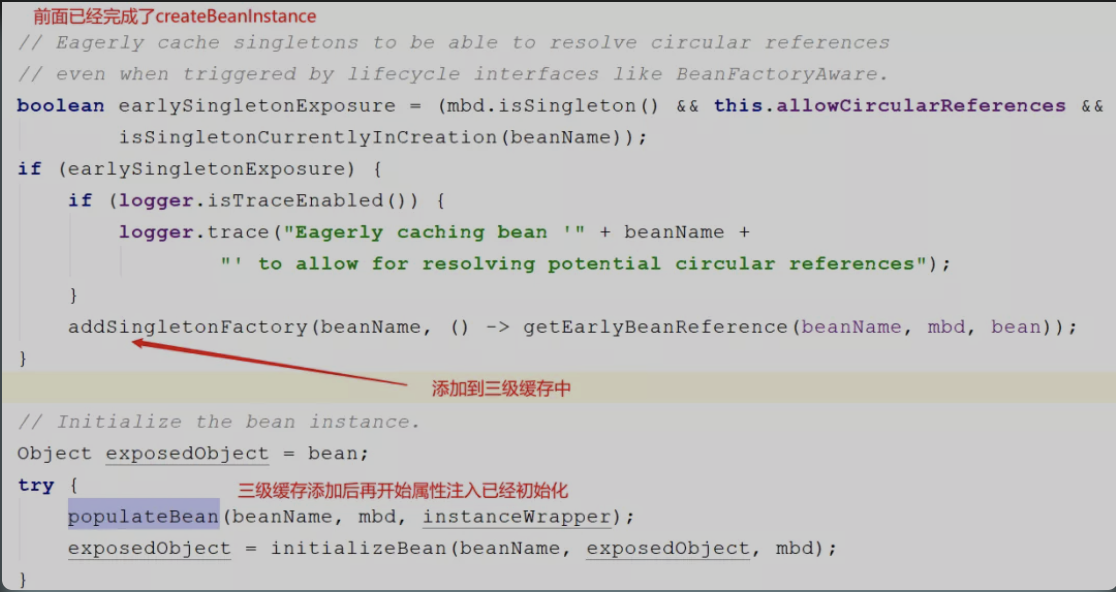 前面已经完成了createBeanInstance
// Eagerly cache singletons to be able to resolve circular references
// even when triggered by lifecycle interfaces like BeanFactoryAware.
boolean earlySingletonExposure = (mbd.isSingleton() && this.allowCircularReferences &&
isSingletonCurrentlyInCreation(beanName));
if (earlySingletonExposure) {
if (logger.isTraceEnabled()) {
logger.trace("Eagerly caching bean '" + beanName +
"' to allow for resolving potential circular references");
}
addSingletonFactory(beanName, () -> getEarlyBeanReference(beanName, mbd, bean));
}
添加到三级缓存中
// Initialize the bean instance.
Object exposedObject = bean;
try {
三级缓存添加后再开始属性注入已经初始化
populateBean(beanName, mbd, instanceWrapper);
exposedObject = initializeBean(beanName, exposedObject, mbd);
}